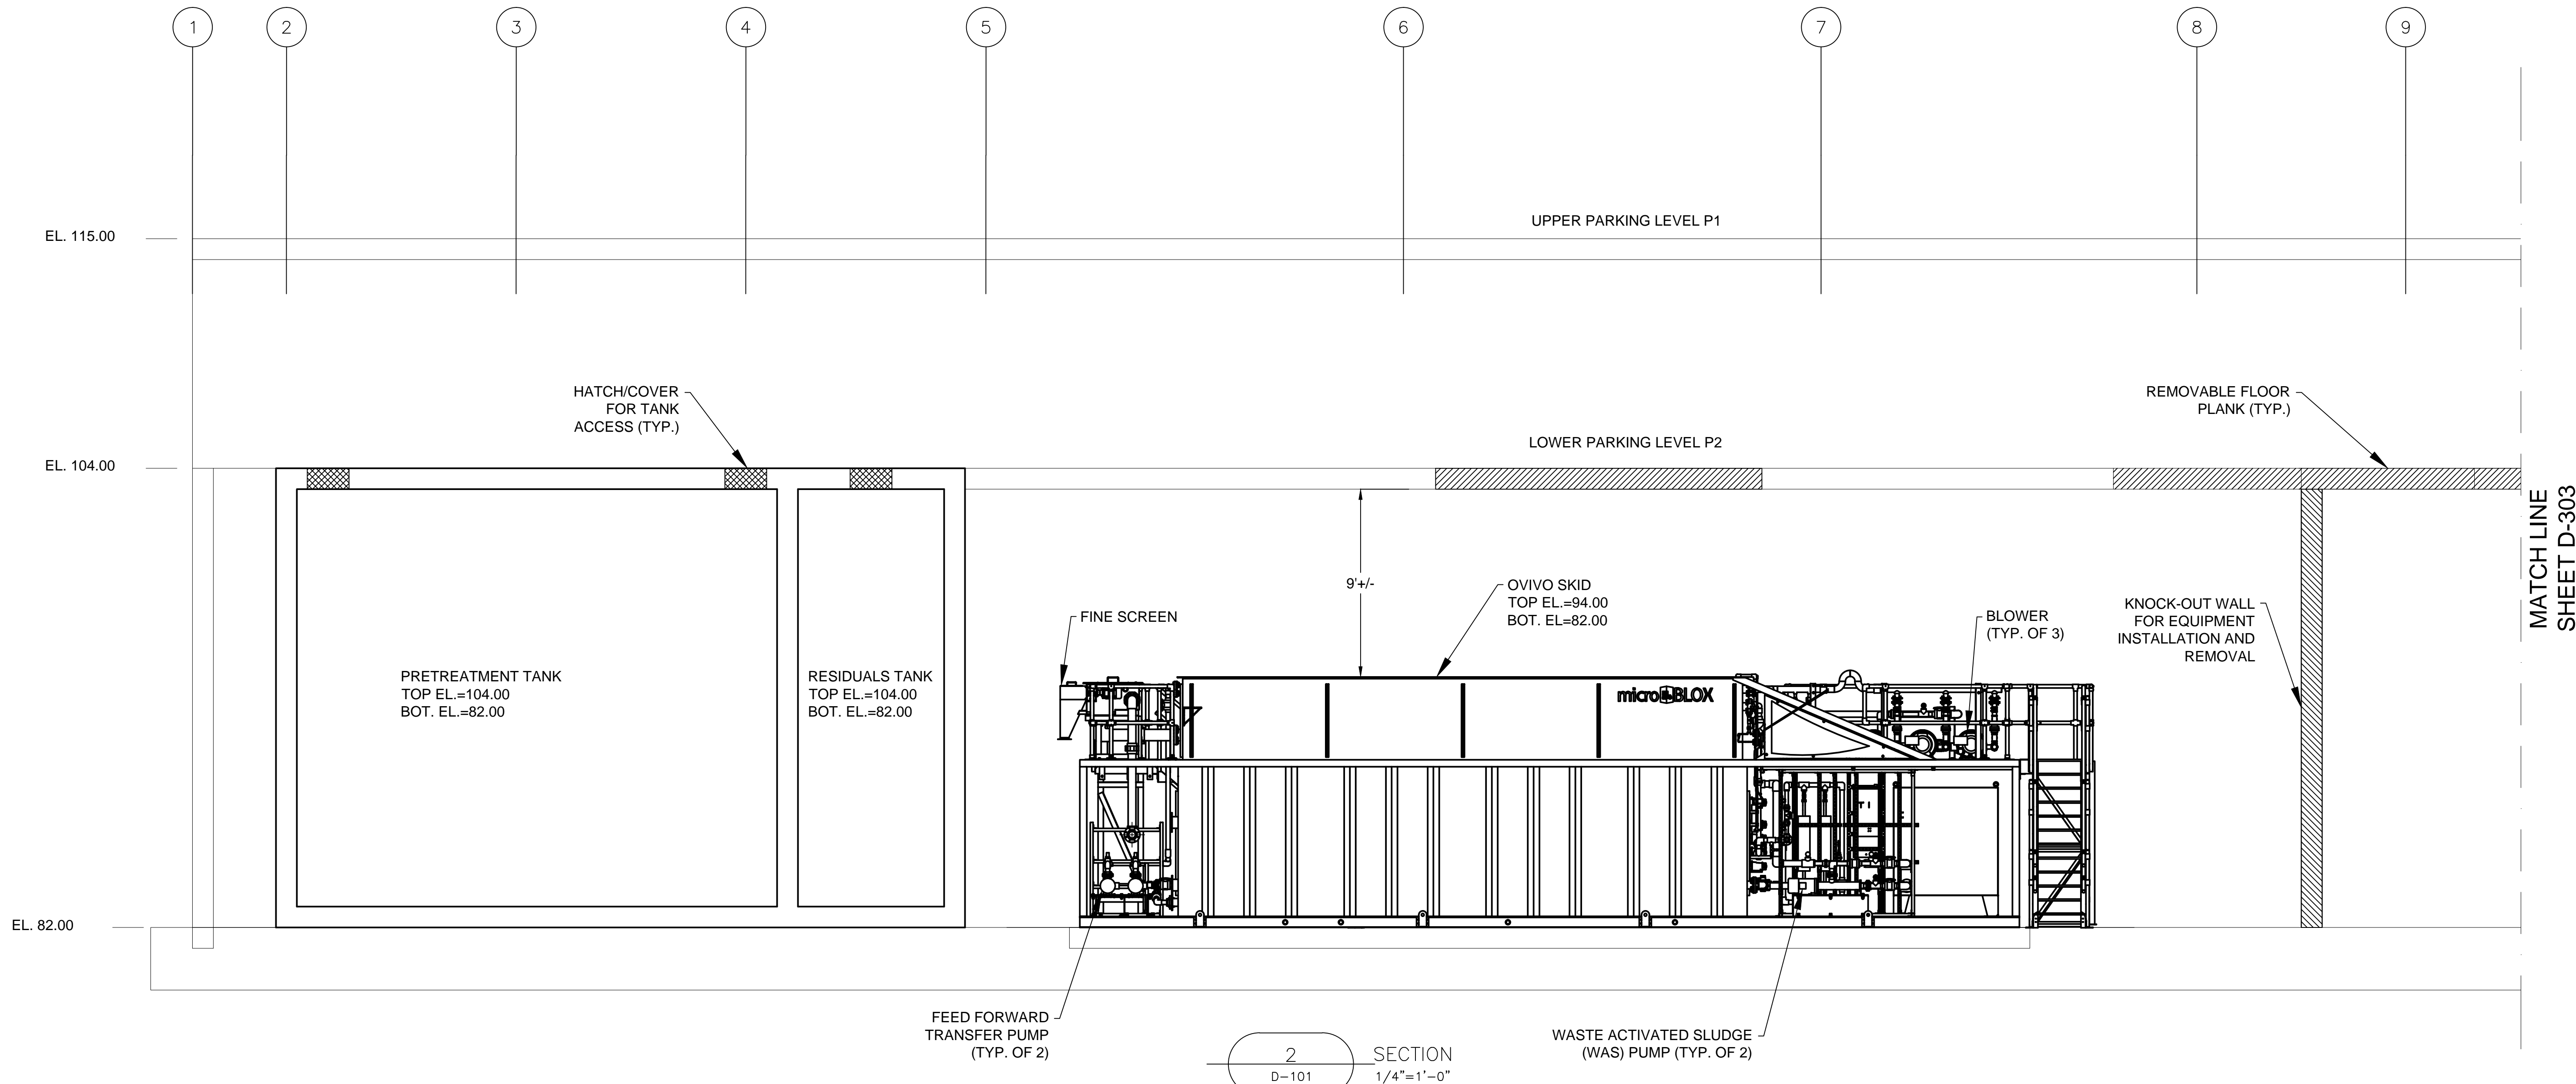 1
2
3
4
5
6
7
8
9
UPPER PARKING LEVEL P1
EL. 115.00
HATCH/COVER
FOR TANK
ACCESS (TYP.)
REMOVABLE FLOOR
PLANK (TYP.)
LOWER PARKING LEVEL P2
EL. 104.00
MATCH LINE
SHEET D-303
9'+/-
OVIVO SKID
TOP EL.=94.00
BOT. EL=82.00
FINE SCREEN
BLOWER
(TYP. OF 3)
KNOCK-OUT WALL
FOR EQUIPMENT
INSTALLATION AND
REMOVAL
PRETREATMENT TANK
TOP EL.=104.00
BOT. EL.=82.00
RESIDUALS TANK
TOP EL.=104.00
BOT. EL.=82.00
microBLOX
T I
EL. 82.00
FEED FORWARD
TRANSFER PUMP
(TYP. OF 2)
WASTE ACTIVATED SLUDGE
(WAS) PUMP (TYP. OF 2)
2
D-101
SECTION
1/4"=1'-0"